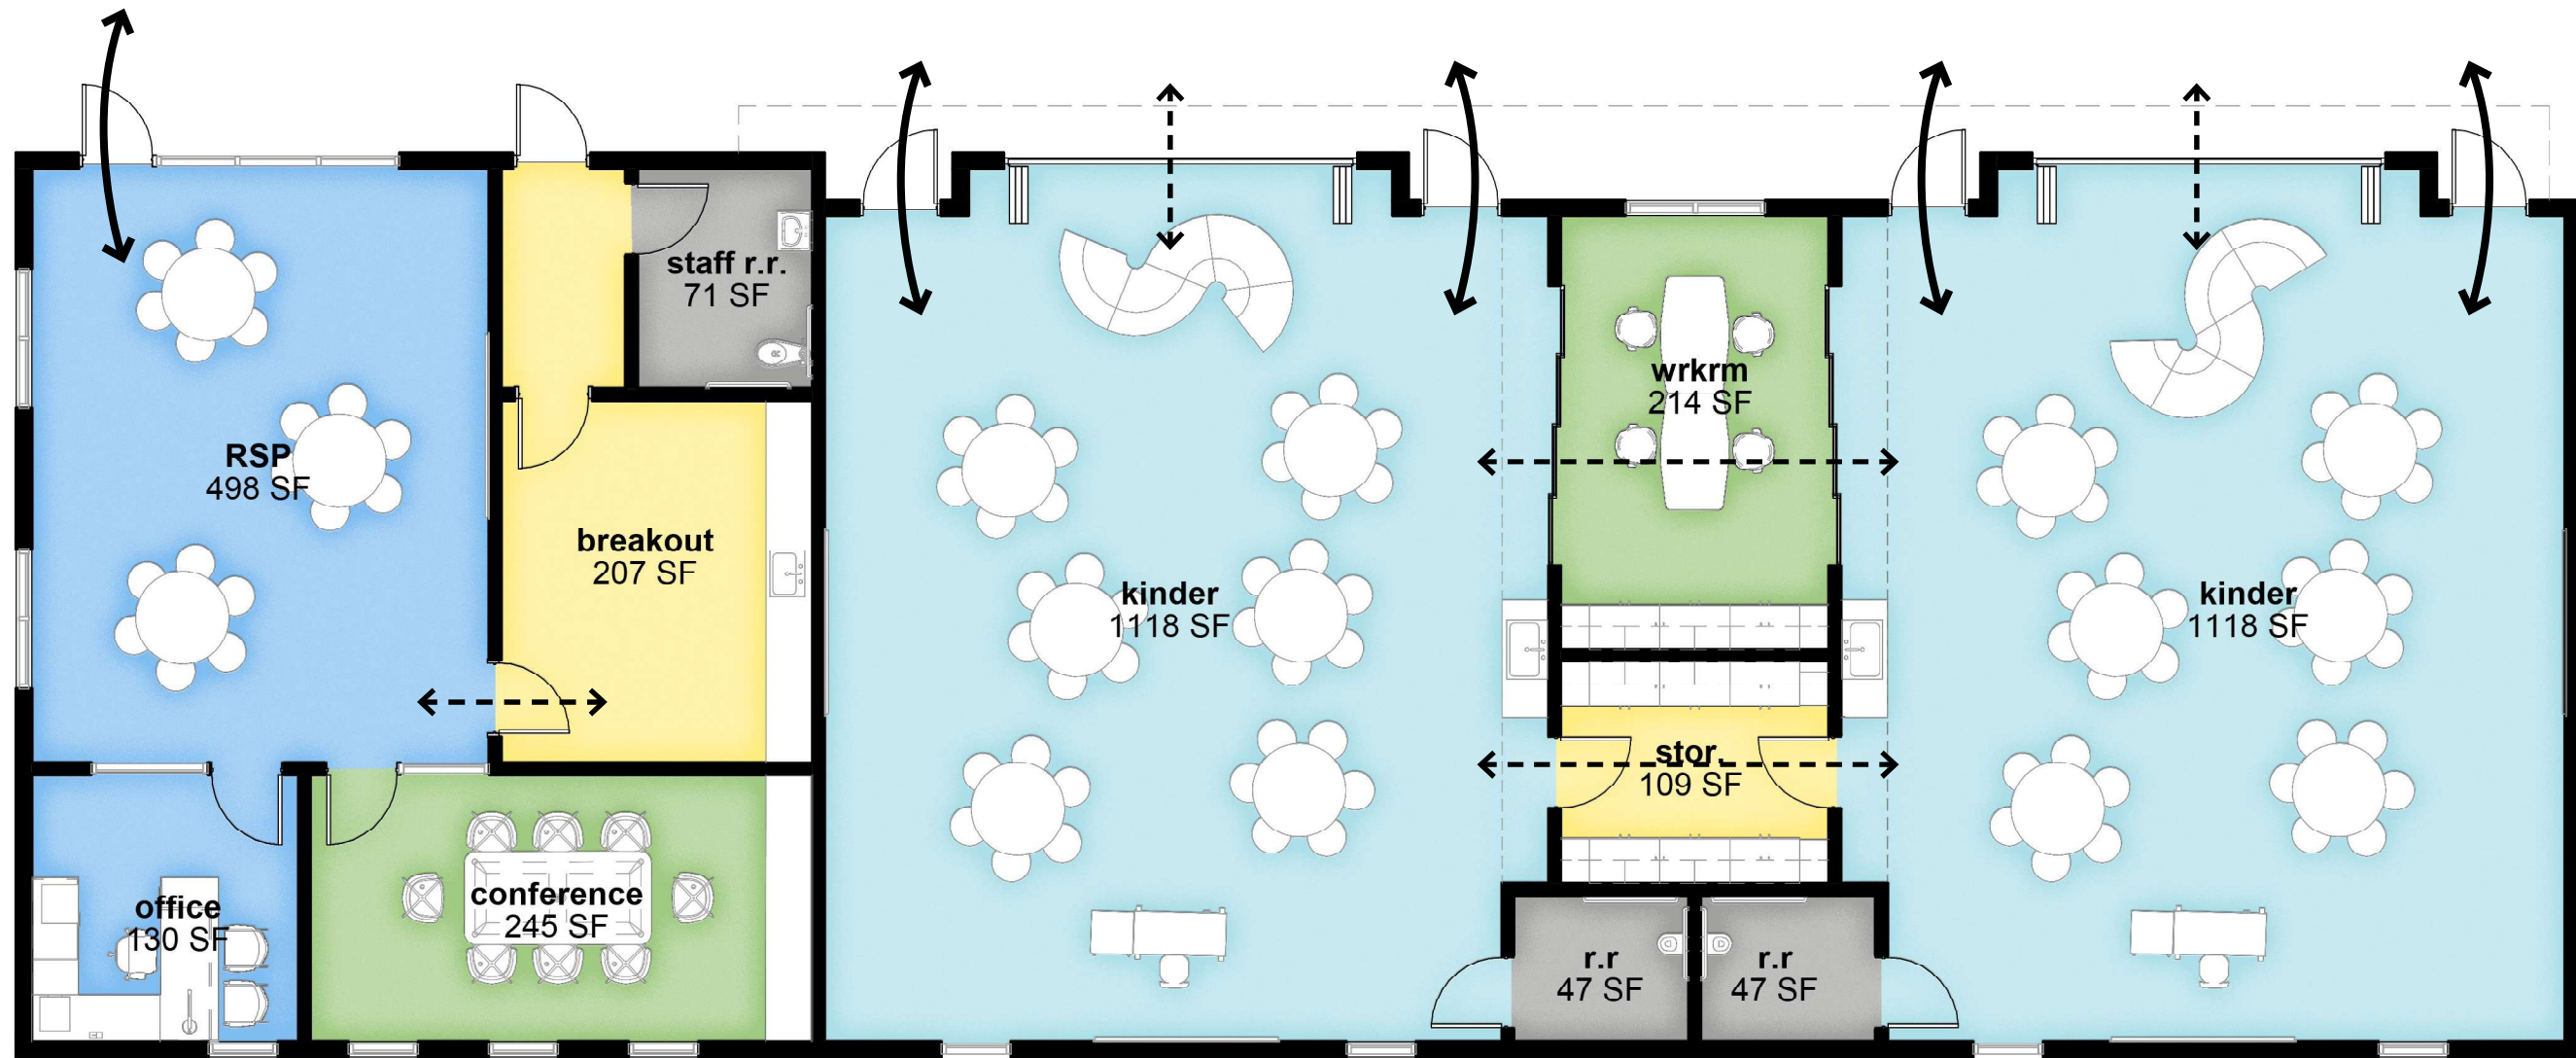 staff r.r.
71 SF
RSP
498 SF
breakout
207 SF
office
130 SF
conference
245 SF
kinder
1118 SF
wrkrm
214 SF
stor.
109 SF
r.r
47 SF
r.r
47 SF
kinder
1118 SF